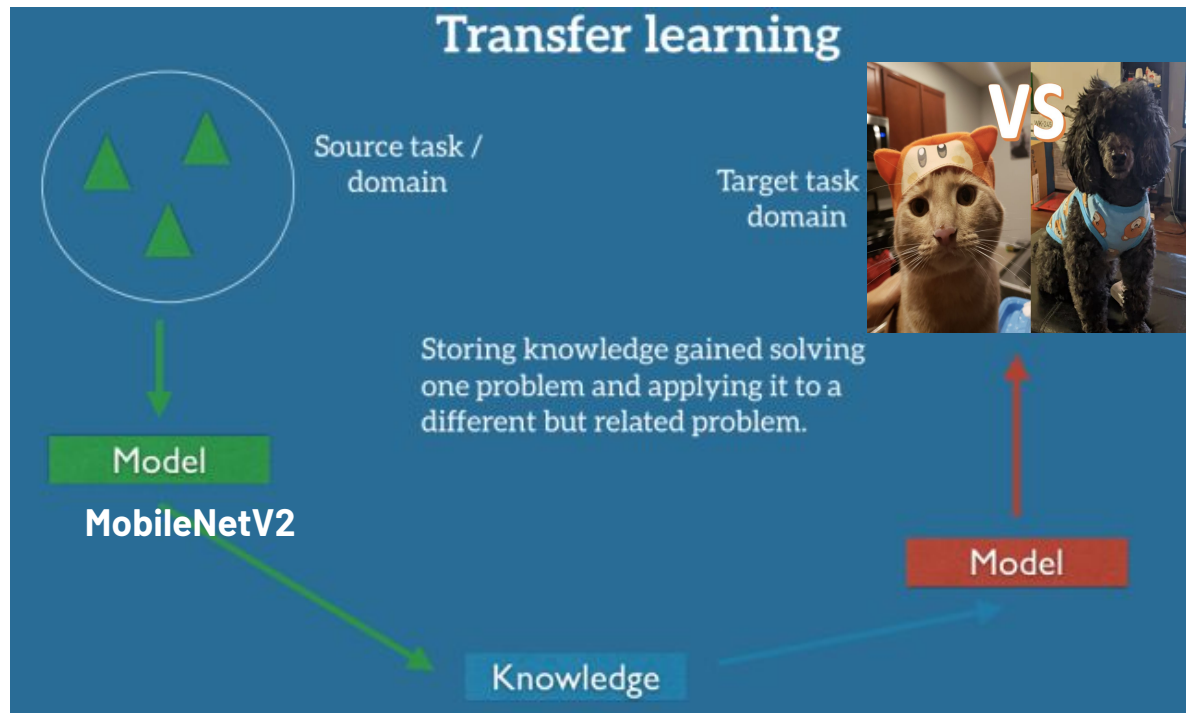 Transfer learning
VS
Source task /
domain
Target task
domain
Storing knowledge gained solving
one problem and applying it to a
different but related problem.
Model
MobileNetV2
Model
Knowledge